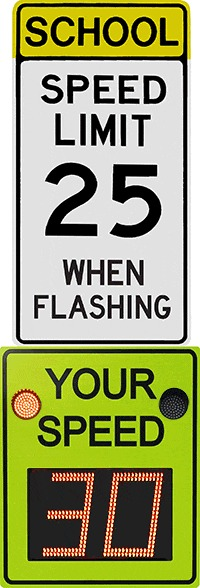 SCHOOL
SPEED
LIMIT
25
WHEN
FLASHING
YOUR
SPEED
30